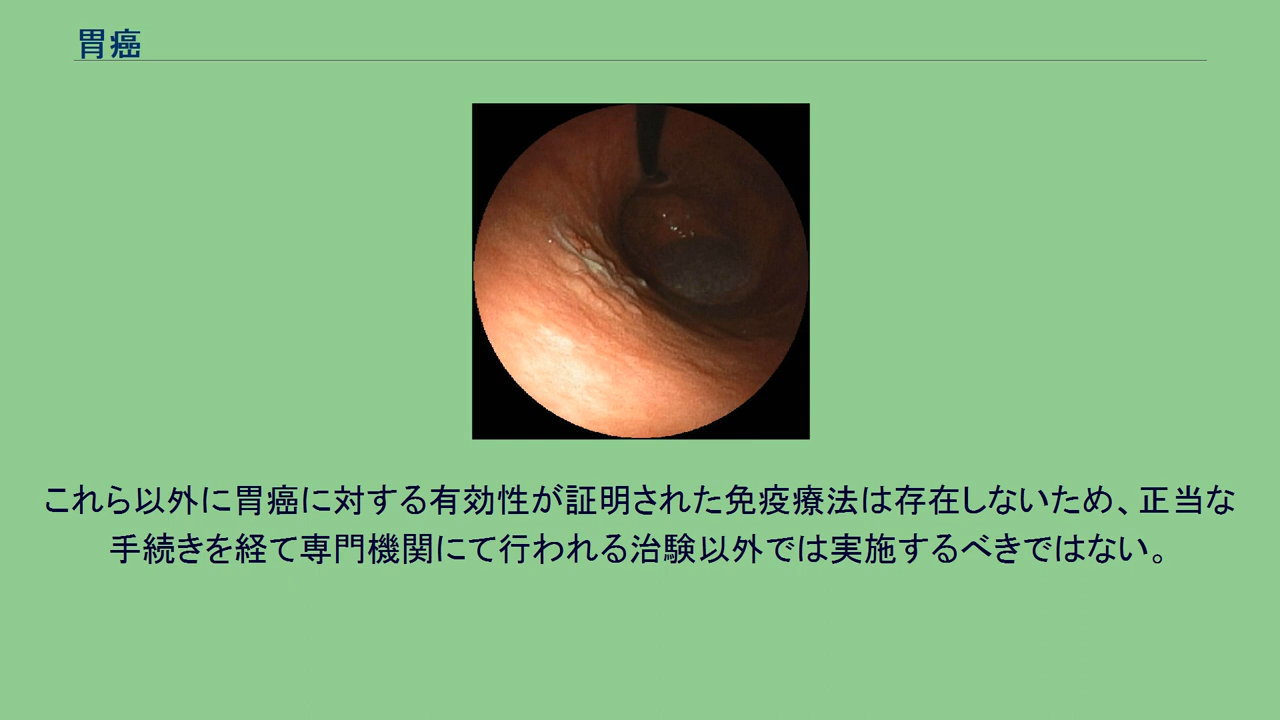 胃癌
これら以外に胃癌に対する有効性が証明された免疫療法は存在しないため、正当な
手続きを経て専門機関にて行われる治験以外では実施するべきではない。